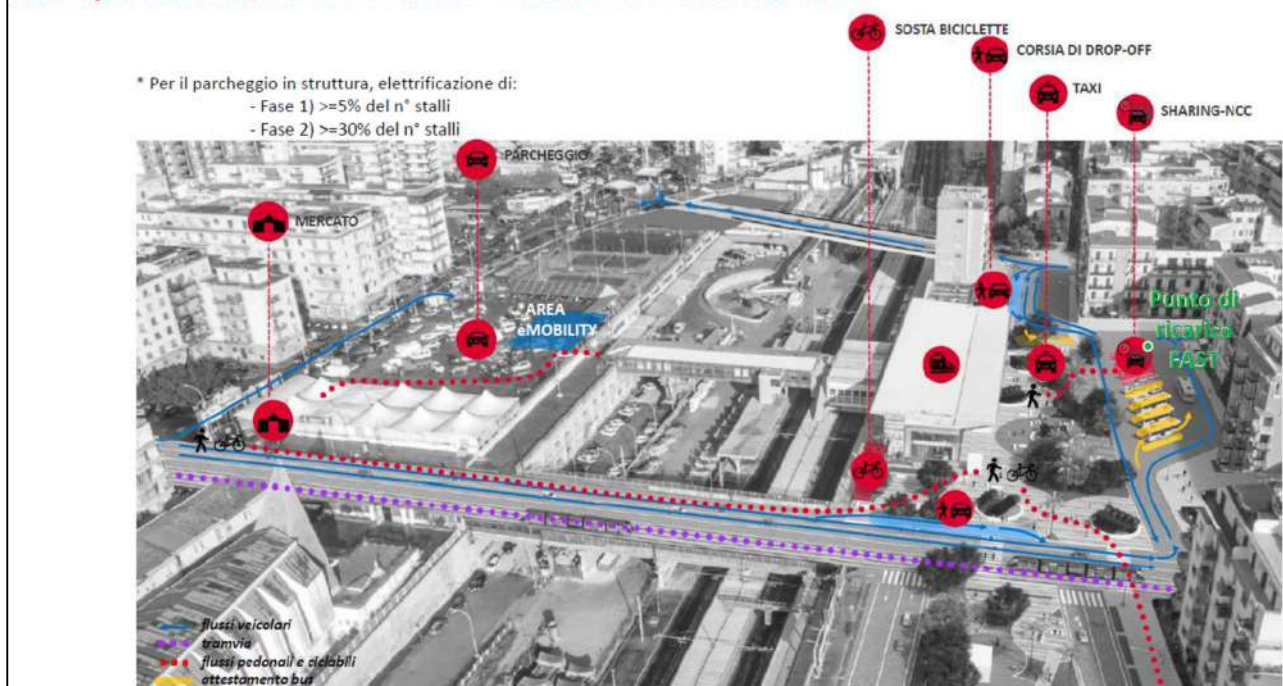 SOSTA BICICLETTE
CORSIA DI DROP-OFF
TAXI
SHARING-NCC
* Per il parcheggio in struttura, elettrificazione di:
- Fase 1) >=5% del n° stalli
- Fase 2) >=30% del n° stalli
PARCHEGGIO
MERCATO
*AREA
eMOBILITY
Punto di
ricarica
FAST
flussi veicolari
tramvia
flussi pedonali e ciclabili
attestamento bus